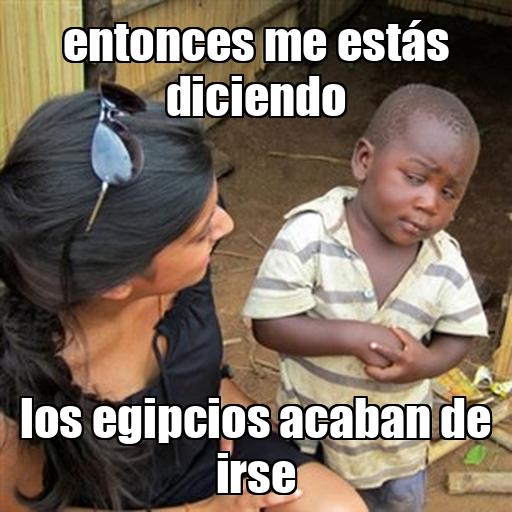 entonces me estás
diciendo
los egipcios acaban de
irse